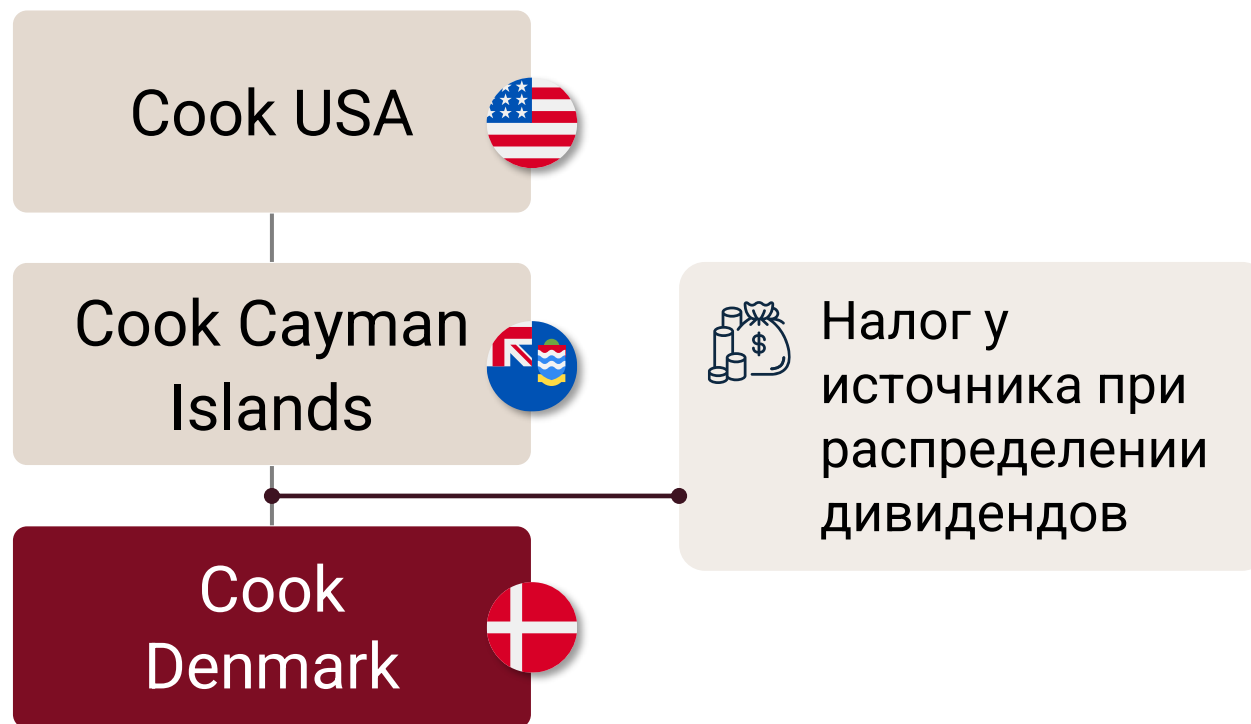 Cook USA
Cook Cayman
Islands
$
Налог у
источника при
распределении
дивидендов
Cook
Denmark